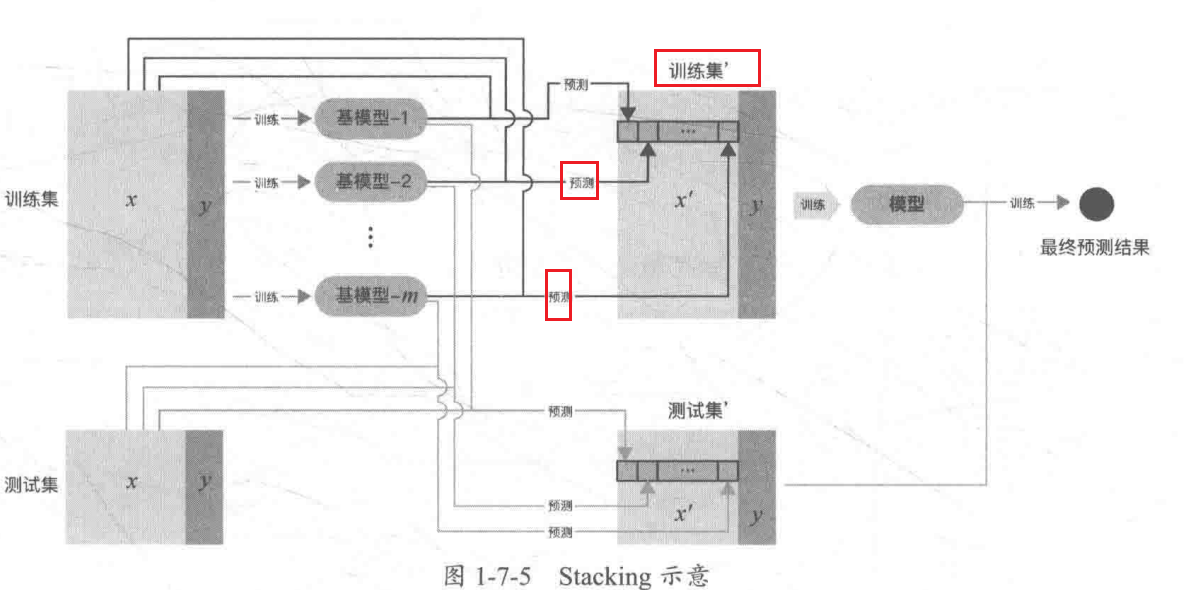 训练集'
预测
训练 基模型-1
训练集 x y 训练 基模型-2 预测 x' y 训练 模型 训练
⋮ 最终预测结果
训练 基模型-m 预测
预测 测试集'
测试集 x y
预测 x' y
预测
图 1-7-5 Stacking 示意